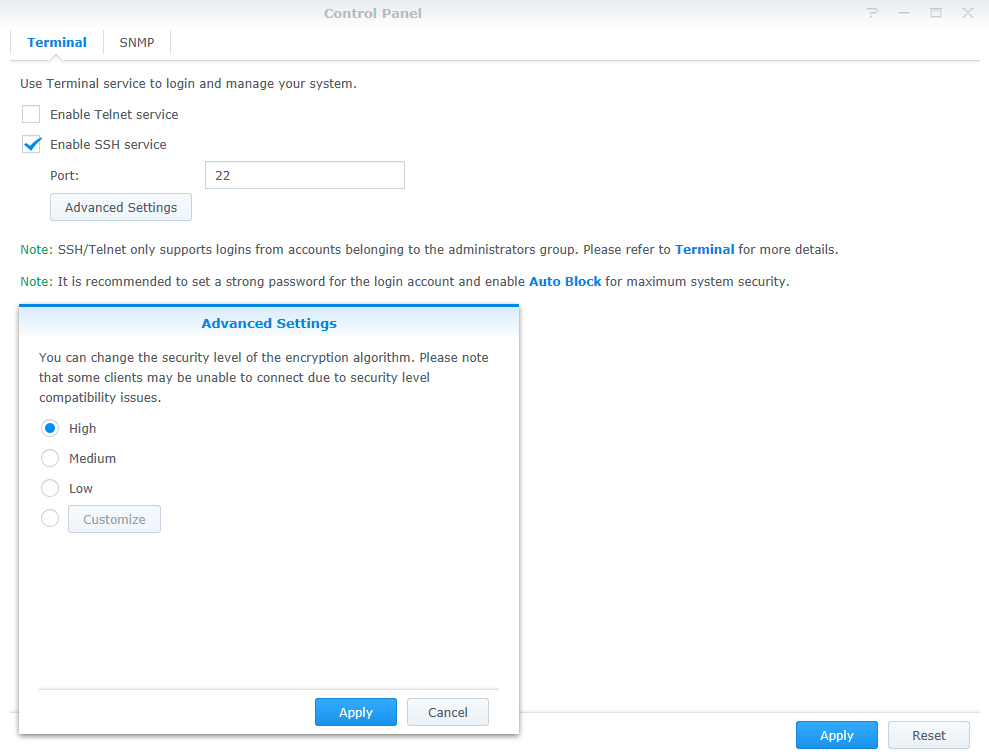 Control Panel
Terminal
SNMP
Use Terminal service to login and manage your system.
Enable Telnet service
Enable SSH service
Port:
22
Advanced Settings
Note: SSH/Telnet only supports logins from accounts belonging to the administrators group. Please refer to Terminal for more details.
Note: It is recommended to set a strong password for the login account and enable Auto Block for maximum system security.
Advanced Settings
You can change the security level of the encryption algorithm. Please note
that some clients may be unable to connect due to security level
compatibility issues.
High
Medium
Low
Customize
Apply
Cancel
Apply
Reset